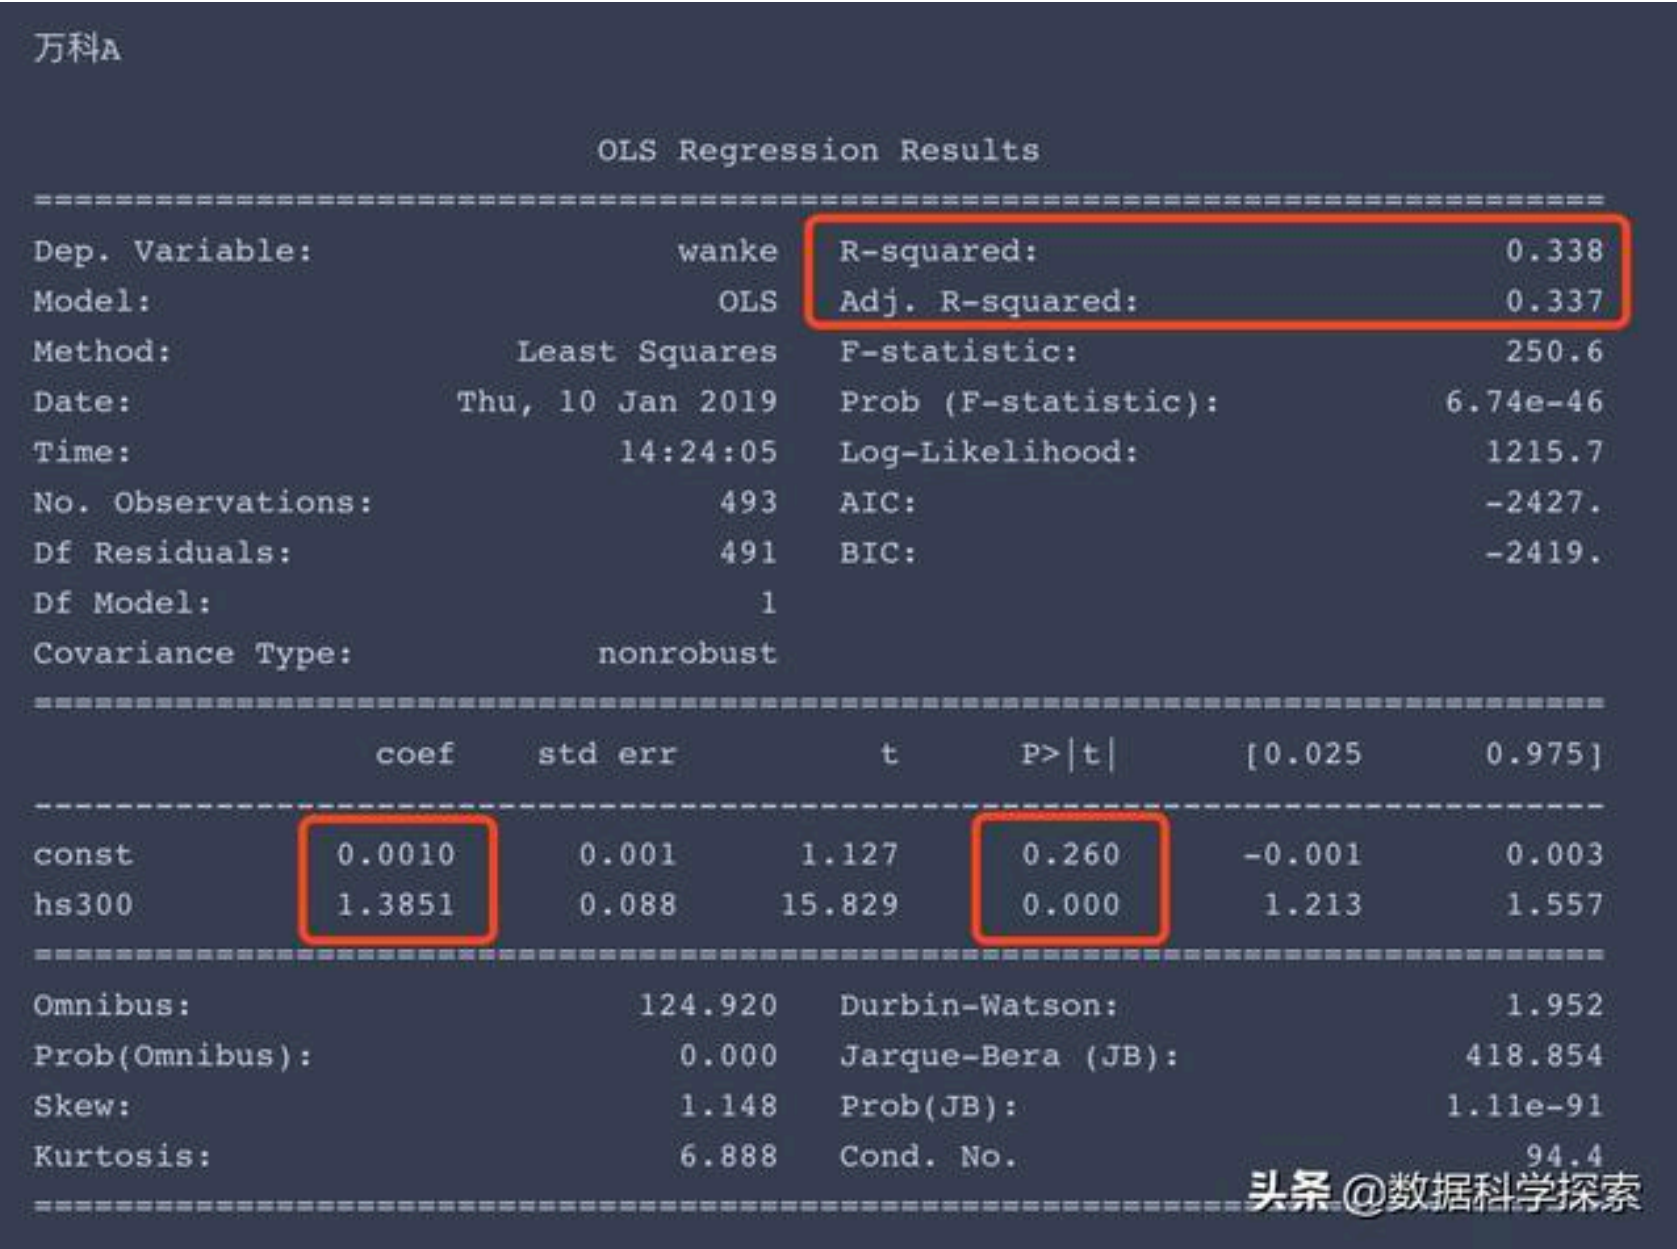 万科A
OLS Regression Results
==============================================================================
Dep. Variable: wanke R-squared: 0.338
Model: OLS Adj. R-squared: 0.337
Method: Least Squares F-statistic: 250.6
Date: Thu, 10 Jan 2019 Prob (F-statistic): 6.74e-46
Time: 14:24:05 Log-Likelihood: 1215.7
No. Observations: 493 AIC: -2427.
Df Residuals: 491 BIC: -2419.
Df Model: 1
Covariance Type: nonrobust
==============================================================================
coef std err t P>|t| [0.025 0.975]
------------------------------------------------------------------------------
const 0.0010 0.001 1.127 0.260 -0.001 0.003
hs300 1.3851 0.088 15.829 0.000 1.213 1.557
==============================================================================
Omnibus: 124.920 Durbin-Watson: 1.952
Prob(Omnibus): 0.000 Jarque-Bera (JB): 418.854
Skew: 1.148 Prob(JB): 1.11e-91
Kurtosis: 6.888 Cond. No. 94.4
==============================================================================
头条 @数据科学探索